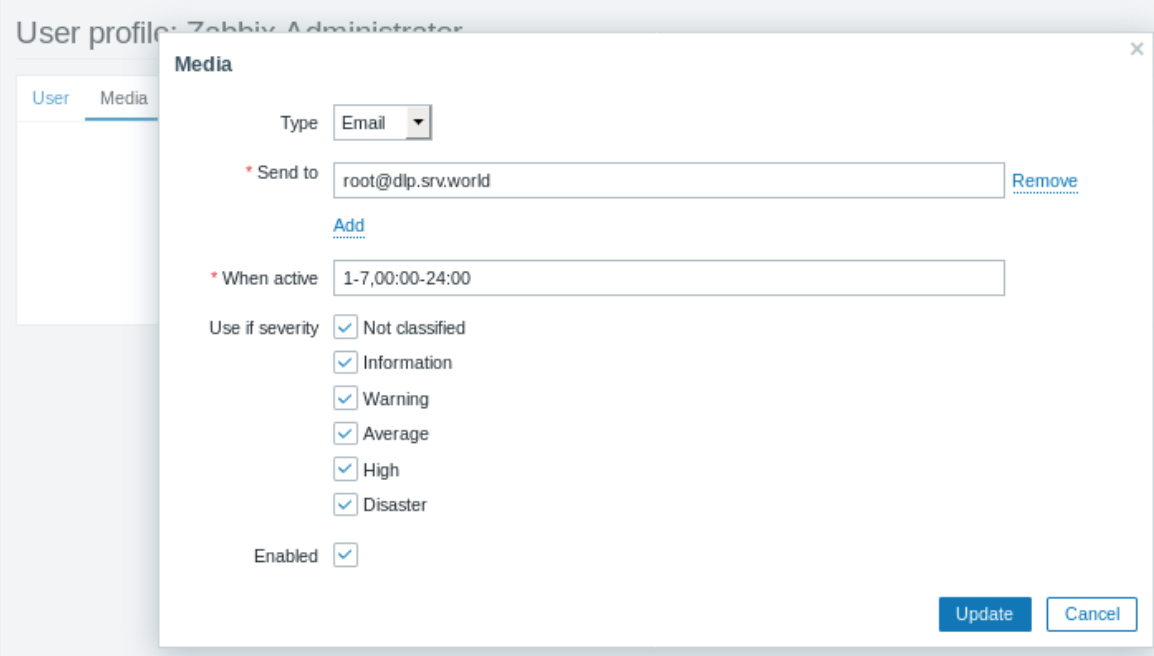 User profile: Zabbix Administrator
Media
User Media
Type Email
* Send to root@dlp.srv.world Remove
Add
* When active 1-7,00:00-24:00
Use if severity Not classified
Information
Warning
Average
High
Disaster
Enabled
Update Cancel